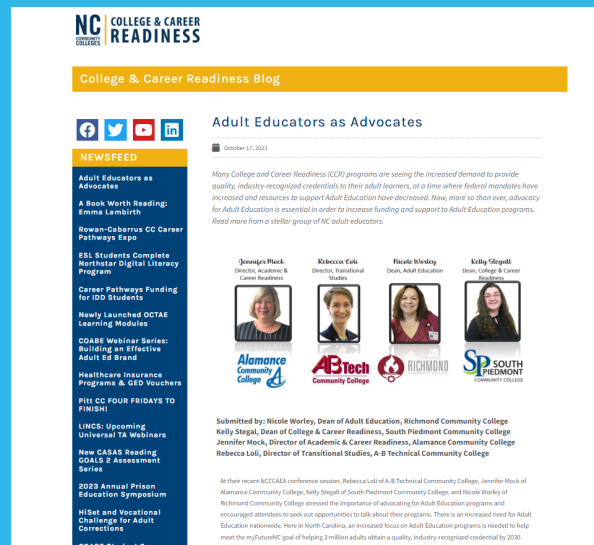 NC
COMMUNITY
COLLEGES
COLLEGE & CAREER
READINESS
College & Career Readiness Blog
NEWSFEED
Adult Educators as
Advocates
A Book Worth Reading:
Emma Lambirth
Rowan-Cabarrus CC Career
Pathways Expo
ESL Students Complete
Northstar Digital Literacy
Program
Career Pathways Funding
for IDD Students
Newly Launched OCTAE
Learning Modules
COABE Webinar Series:
Building an Effective
Adult Ed Brand
Healthcare Insurance
Programs & GED Vouchers
Pitt CC FOUR FRIDAYS TO
FINISH!
LINCS: Upcoming
Universal TA Webinars
New CASAS Reading
GOALS 2 Assessment
Series
2023 Annual Prison
Education Symposium
HiSet and Vocational
Challenge for Adult
Corrections
Adult Educators as Advocates
October 17, 2023
Many College and Career Readiness (CCR) programs are seeing the increased demand to provide
quality, industry-recognized credentials to their adult learners, at a time where federal mandates have
increased and resources to support Adult Education have decreased. Now, more so than ever, advocacy
for Adult Education is essential in order to increase funding and support to Adult Education programs.
Read more from a stellar group of NC adult educators.
Jennifer Mock
Director, Academic &
Career Readiness
Rebecca Loli
Director, Transitional
Studies
Nicole Worley
Dean, Adult Education
Kelly Stegall
Dean, College & Career
Readiness
Alamance
Community
College
ABTech
Community College
RICHMOND
SP SOUTH
PIEDMONT
COMMUNITY COLLEGE
Submitted by: Nicole Worley, Dean of Adult Education, Richmond Community College
Kelly Stegal, Dean of College & Career Readiness, South Piedmont Community College
Jennifer Mock, Director of Academic & Career Readiness, Alamance Community College
Rebecca Loli, Director of Transitional Studies, A-B Technical Community College
At their recent NCCCAEA conference session, Rebecca Loli of A-B Technical Community College, Jennifer Mock of
Alamance Community College, Kelly Stegall of South Piedmont Community College, and Nicole Worley of
Richmond Community College stressed the importance of advocating for Adult Education programs and
encouraged attendees to seek out opportunities to talk about their programs. There is an increased need for Adult
Education nationwide. Here in North Carolina, an increased focus on Adult Education programs is needed to help
meet the myFutureNC goal of helping 2 million adults obtain a quality, industry-recognized credential by 2030.